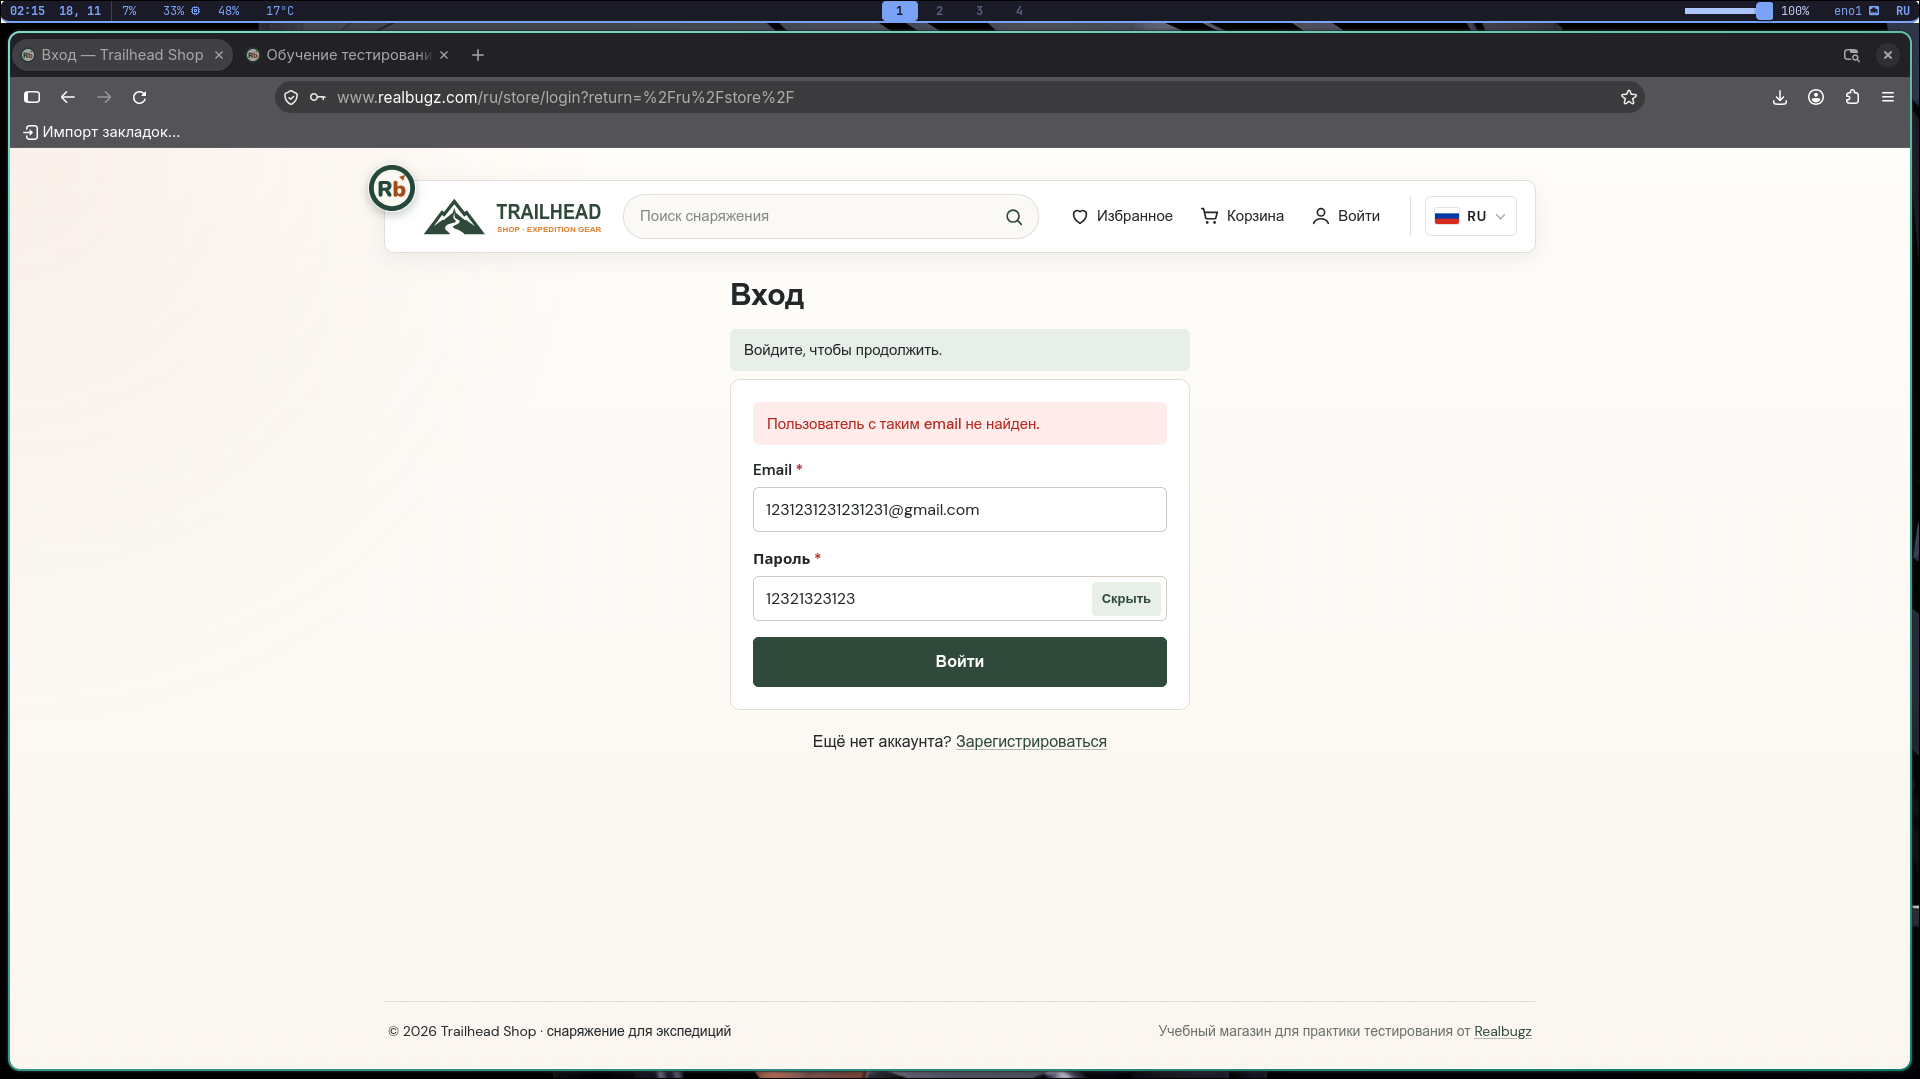 02:15 18, 11 7% 33% 48% 17°C 1 2 3 4 100% eno1 RU
Вход — Trailhead Shop
Обучение тестировани
www.realbugz.com/ru/store/login?return=%2Fru%2Fstore%2F
Импорт закладок...
Rb
TRAILHEAD
SHOP · EXPEDITION GEAR
Поиск снаряжения
Избранное
Корзина
Войти
RU
Вход
Войдите, чтобы продолжить.
Пользователь с таким email не найден.
Email *
1231231231231231@gmail.com
Пароль *
12321323123
Скрыть
Войти
Ещё нет аккаунта? Зарегистрироваться
© 2026 Trailhead Shop · снаряжение для экспедиций
Учебный магазин для практики тестирования от Realbugz